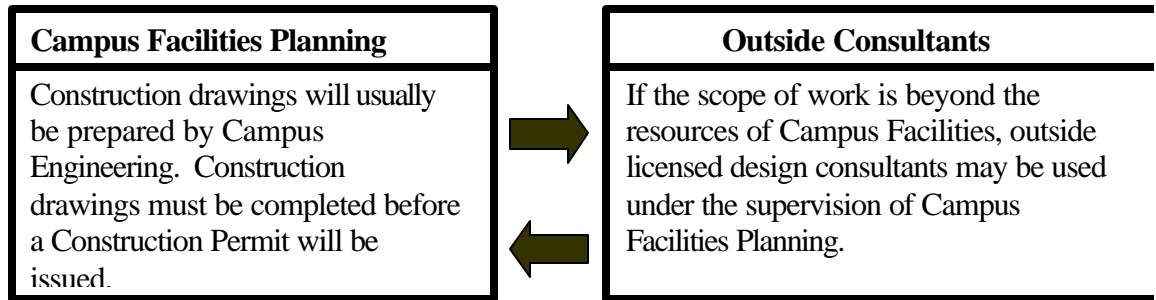 Campus Facilities Planning
Construction drawings will usually
be prepared by Campus
Engineering.  Construction
drawings must be completed before
a Construction Permit will be
issued.
Outside Consultants
If the scope of work is beyond the
resources of Campus Facilities, outside
licensed design consultants may be used
under the supervision of Campus
Facilities Planning.